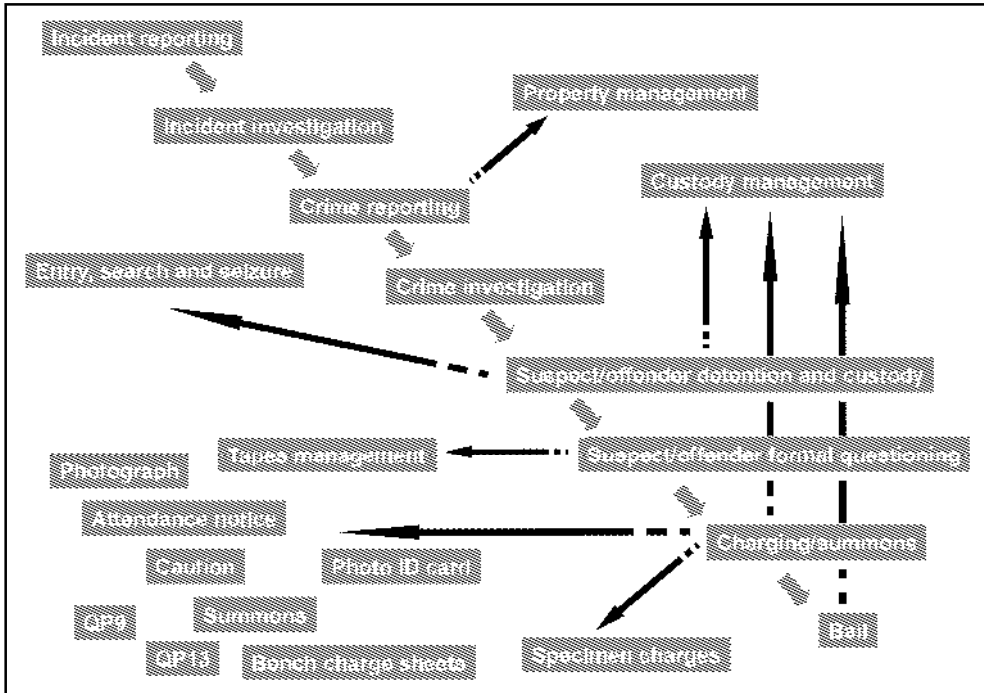 Incident reporting
Property management
Incident investigation
Custody management
Crime reporting
Entry, search and seizure
Crime investigation
Suspect/offender detention and custody
Tapes management
Suspect/offender formal questioning
Photograph
Attendance notice
Charging/summons
Caution
Photo ID card
Summons
QP9
Bail
QP13
Bench charge sheets
Specimen charges